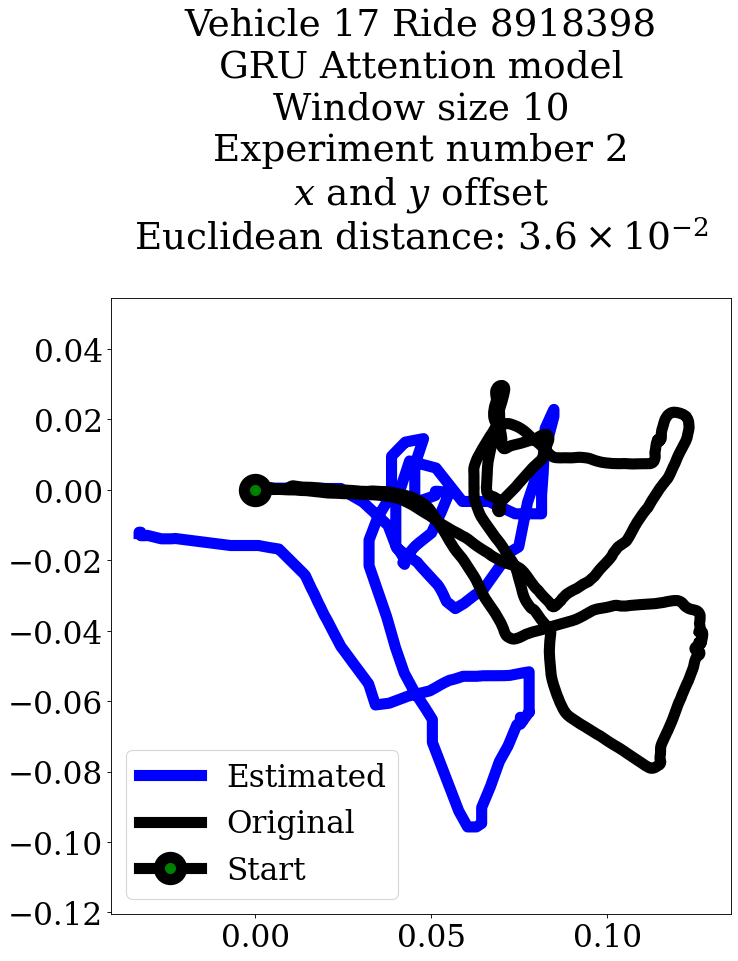 Vehicle 17 Ride 8918398
GRU Attention model
Window size 10
Experiment number 2
x and y offset
Euclidean distance: 3.6 × 10⁻²
0.04
0.02
0.00
−0.02
−0.04
−0.06
−0.08
−0.10
−0.12
Estimated
Original
Start
0.00 0.05 0.10